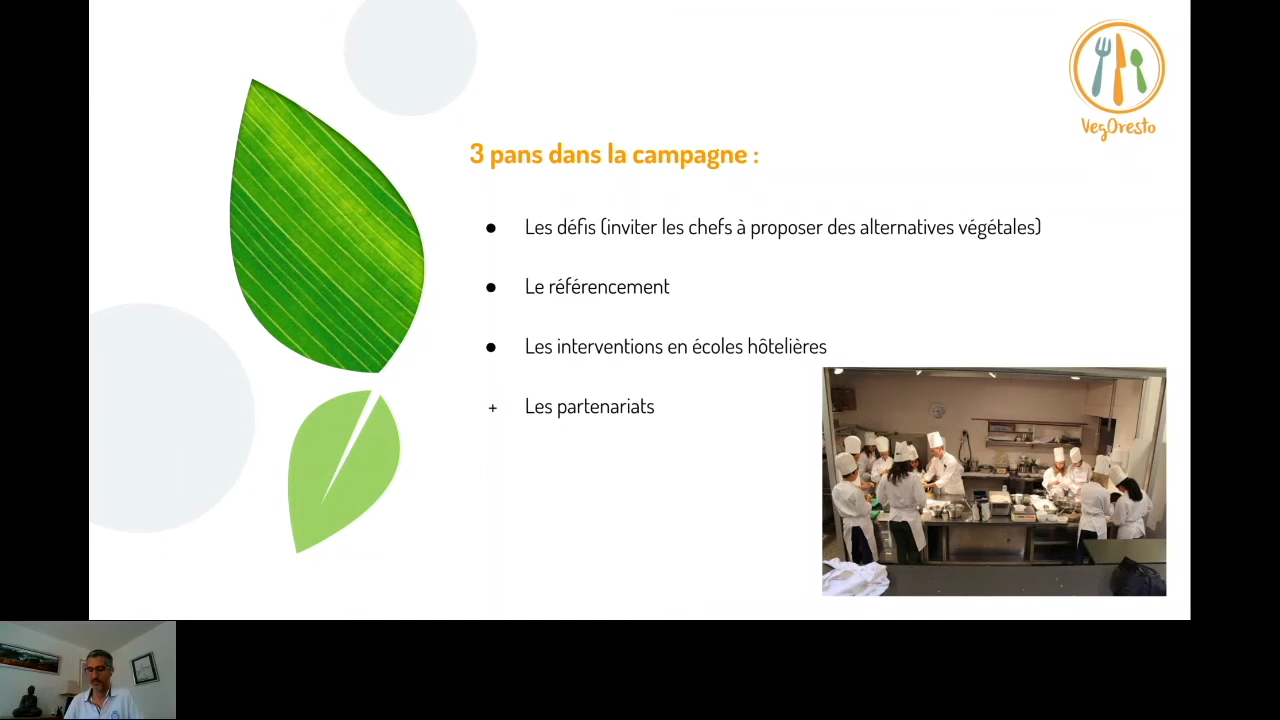 VegOresto
3 pans dans la campagne :
● Les défis (inviter les chefs à proposer des alternatives végétales)
● Le référencement
● Les interventions en écoles hôtelières
+ Les partenariats